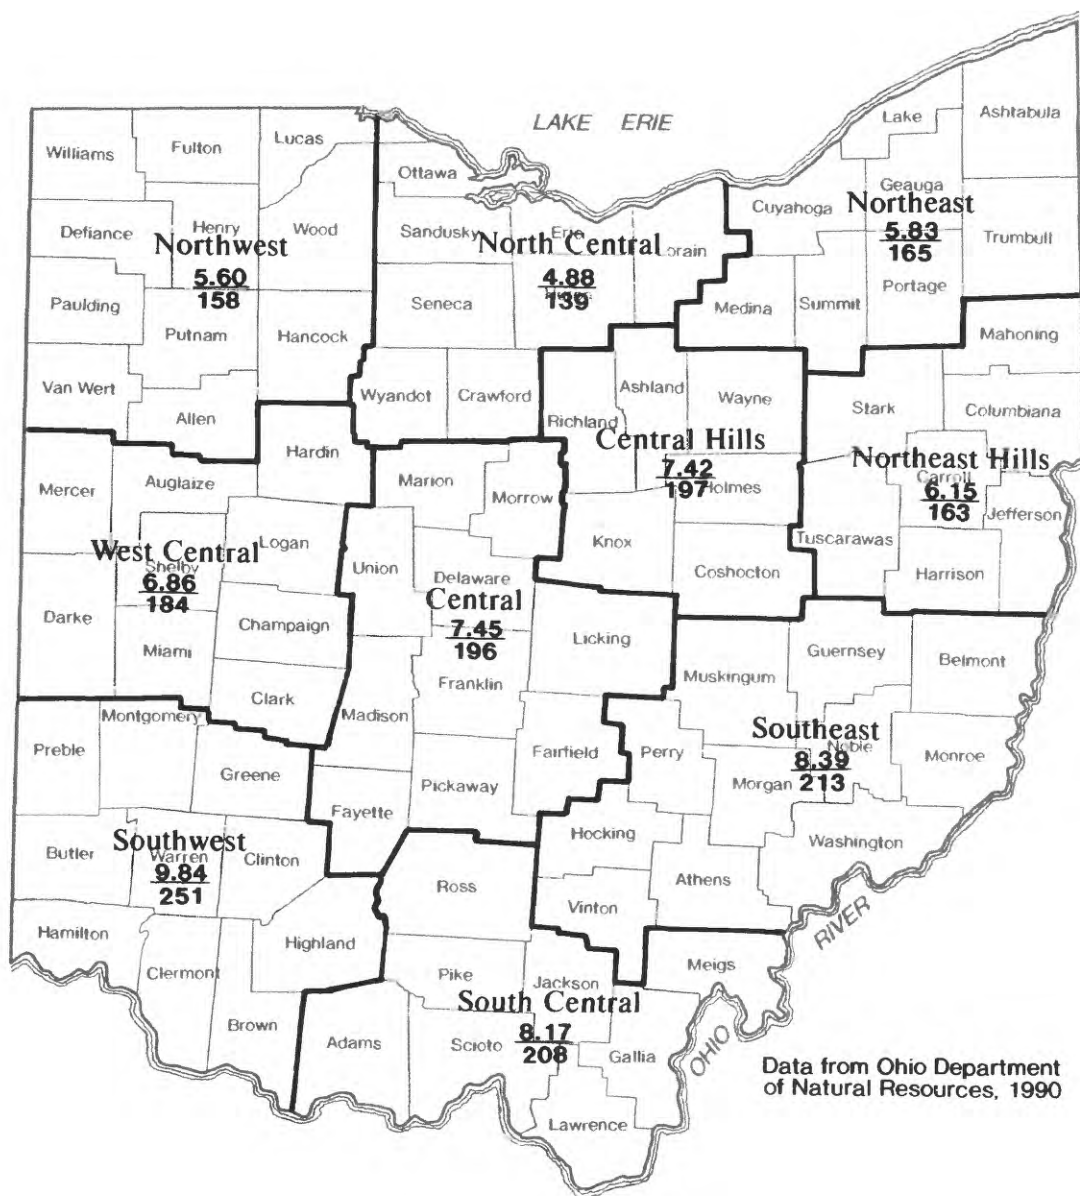 LAKE ERIE
Lake
Ashtabula
Williams
Fulton
Lucas
Ottawa
Geauga
Cuyahoga
Northeast
5.83
165
Trumbull
Defiance
Henry
Wood
Northwest
5.60
158
Sandusky
Erie
North Central
4.88
139
Paulding
Putnam
Hancock
Seneca
Medina
Summit
Portage
Mahoning
Van Wert
Allen
Wyandot
Crawford
Richland
Ashland
Wayne
Stark
Columbiana
Hardin
Central Hills
7.42
197
Holmes
Northeast Hills
Carroll
6.15
163
Jefferson
Mercer
Auglaize
Marion
Morrow
Logan
West Central
Shelby
6.86
184
Union
Delaware
Central
7.45
196
Knox
Coshocton
Tuscarawas
Harrison
Darke
Miami
Champaign
Clark
Madison
Franklin
Licking
Muskingum
Guernsey
Belmont
Preble
Montgomery
Greene
Fayette
Pickaway
Fairfield
Perry
Southeast
Noble
8.39
213
Morgan
Monroe
Butler
Southwest
Warren
9.84
251
Clinton
Ross
Hocking
Vinton
Athens
Washington
Hamilton
Clermont
Highland
Brown
Adams
Pike
Jackson
Meigs
South Central
8.17
208
Scioto
Gallia
Lawrence
OHIO RIVER
Data from Ohio Department
of Natural Resources, 1990